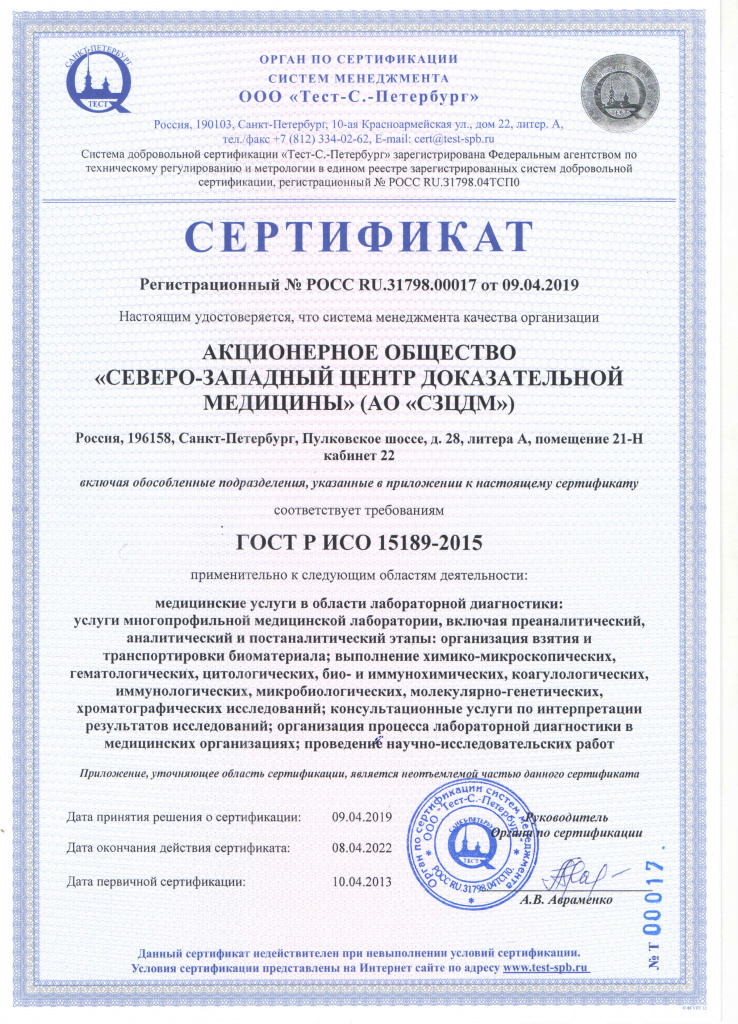 САНКТ-ПЕТЕРБУРГ
ТЕСТ
ОРГАН ПО СЕРТИФИКАЦИИ
СИСТЕМ МЕНЕДЖМЕНТА
ООО «Тест-С.-Петербург»
Россия, 190103, Санкт-Петербург, 10-ая Красноармейская ул., дом 22, литер. А,
тел./факс +7 (812) 334-02-62, E-mail: cert@test-spb.ru
Система добровольной сертификации «Тест-С.-Петербург» зарегистрирована Федеральным агентством по
техническому регулированию и метрологии в едином реестре зарегистрированных систем добровольной
сертификации, регистрационный № РОСС RU.31798.04ТСП0
СЕРТИФИКАТ
Регистрационный № РОСС RU.31798.00017 от 09.04.2019
Настоящим удостоверяется, что система менеджмента качества организации
АКЦИОНЕРНОЕ ОБЩЕСТВО
«СЕВЕРО-ЗАПАДНЫЙ ЦЕНТР ДОКАЗАТЕЛЬНОЙ
МЕДИЦИНЫ» (АО «СЗЦДМ»)
Россия, 196158, Санкт-Петербург, Пулковское шоссе, д. 28, литера А, помещение 21-Н
кабинет 22
включая обособленные подразделения, указанные в приложении к настоящему сертификату
соответствует требованиям
ГОСТ Р ИСО 15189-2015
применительно к следующим областям деятельности:
медицинские услуги в области лабораторной диагностики:
услуги многопрофильной медицинской лаборатории, включая преаналитический,
аналитический и постаналитический этапы: организация взятия и
транспортировки биоматериала; выполнение химико-микроскопических,
гематологических, цитологических, био- и иммунохимических, коагулологических,
иммунологических, микробиологических, молекулярно-генетических,
хроматографических исследований; консультационные услуги по интерпретации
результатов исследований; организация процесса лабораторной диагностики в
медицинских организациях; проведение научно-исследовательских работ
Приложение, уточняющее область сертификации, является неотъемлемой частью данного сертификата
Дата принятия решения о сертификации: 09.04.2019
Дата окончания действия сертификата: 08.04.2022
Дата первичной сертификации: 10.04.2013
Орган по сертификации систем менеджмента
ООО «Тест-С.-Петербург»
САНКТ-ПЕТЕРБУРГ
ТЕСТ
РОСС RU.31798.04ТСП0.
Руководитель
Органа по сертификации
А.В. Авраменко
№ Т 00017.
Данный сертификат недействителен при невыполнении условий сертификации.
Условия сертификации представлены на Интернет сайте по адресу www.test-spb.ru